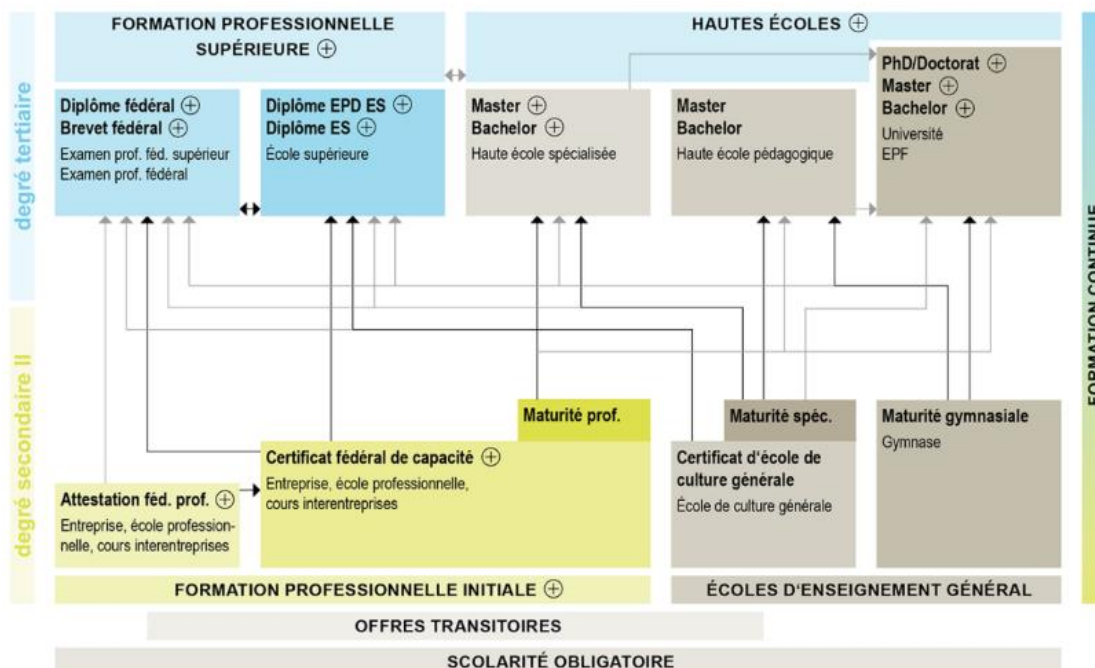 FORMATION PROFESSIONNELLE
SUPÉRIEURE
HAUTES ÉCOLES
degré tertiaire
Diplôme fédéral
Brevet fédéral
Examen prof. féd. supérieur
Examen prof. fédéral
Diplôme EPD ES
Diplôme ES
École supérieure
Master
Bachelor
Haute école spécialisée
Master
Bachelor
Haute école pédagogique
PhD/Doctorat
Master
Bachelor
Université
EPF
FORMATION CONTINUE
degré secondaire II
Attestation féd. prof.
Entreprise, école profession-
nelle, cours interentreprises
Maturité prof.
Certificat fédéral de capacité
Entreprise, école professionnelle,
cours interentreprises
Maturité spéc.
Certificat d‘école de
culture générale
École de culture générale
Maturité gymnasiale
Gymnase
FORMATION PROFESSIONNELLE INITIALE
ÉCOLES D‘ENSEIGNEMENT GÉNÉRAL
OFFRES TRANSITOIRES
SCOLARITÉ OBLIGATOIRE